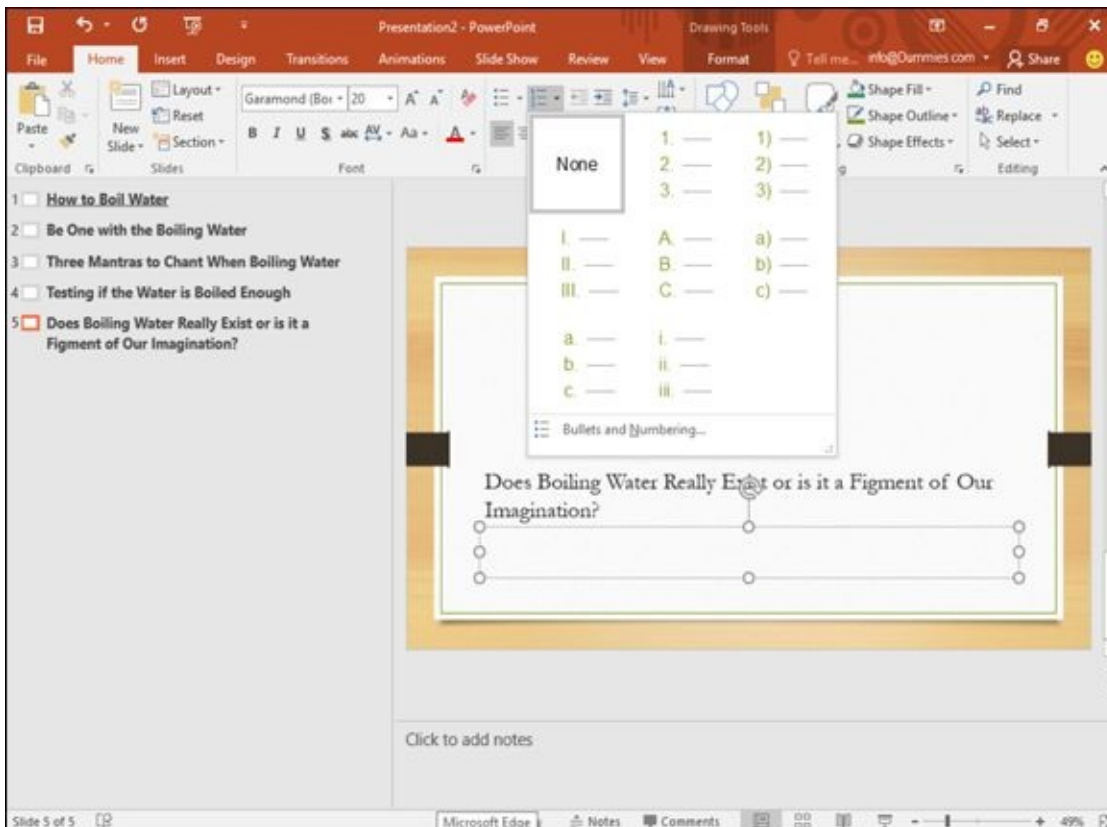 Presentation2 - PowerPoint
Drawing Tools
File Home Insert Design Transitions Animations Slide Show Review View Format Tell me... info@Dummies.com Share
Paste
Clipboard
New Slide
Layout
Reset
Section
Slides
Garamond (Bo 20
B I U S abc AV Aa A
Font
Shape Fill
Shape Outline
Shape Effects
Find
Replace
Select
Editing
None
1.
2.
3.
1)
2)
3)
I.
II.
III.
A.
B.
C.
a)
b)
c)
a.
b.
c.
i.
ii.
iii.
Bullets and Numbering...
1 How to Boil Water
2 Be One with the Boiling Water
3 Three Mantras to Chant When Boiling Water
4 Testing if the Water is Boiled Enough
5 Does Boiling Water Really Exist or is it a
Figment of Our Imagination?
Does Boiling Water Really Exist or is it a Figment of Our
Imagination?
Click to add notes
Slide 5 of 5 Microsoft Edge Notes Comments 49%